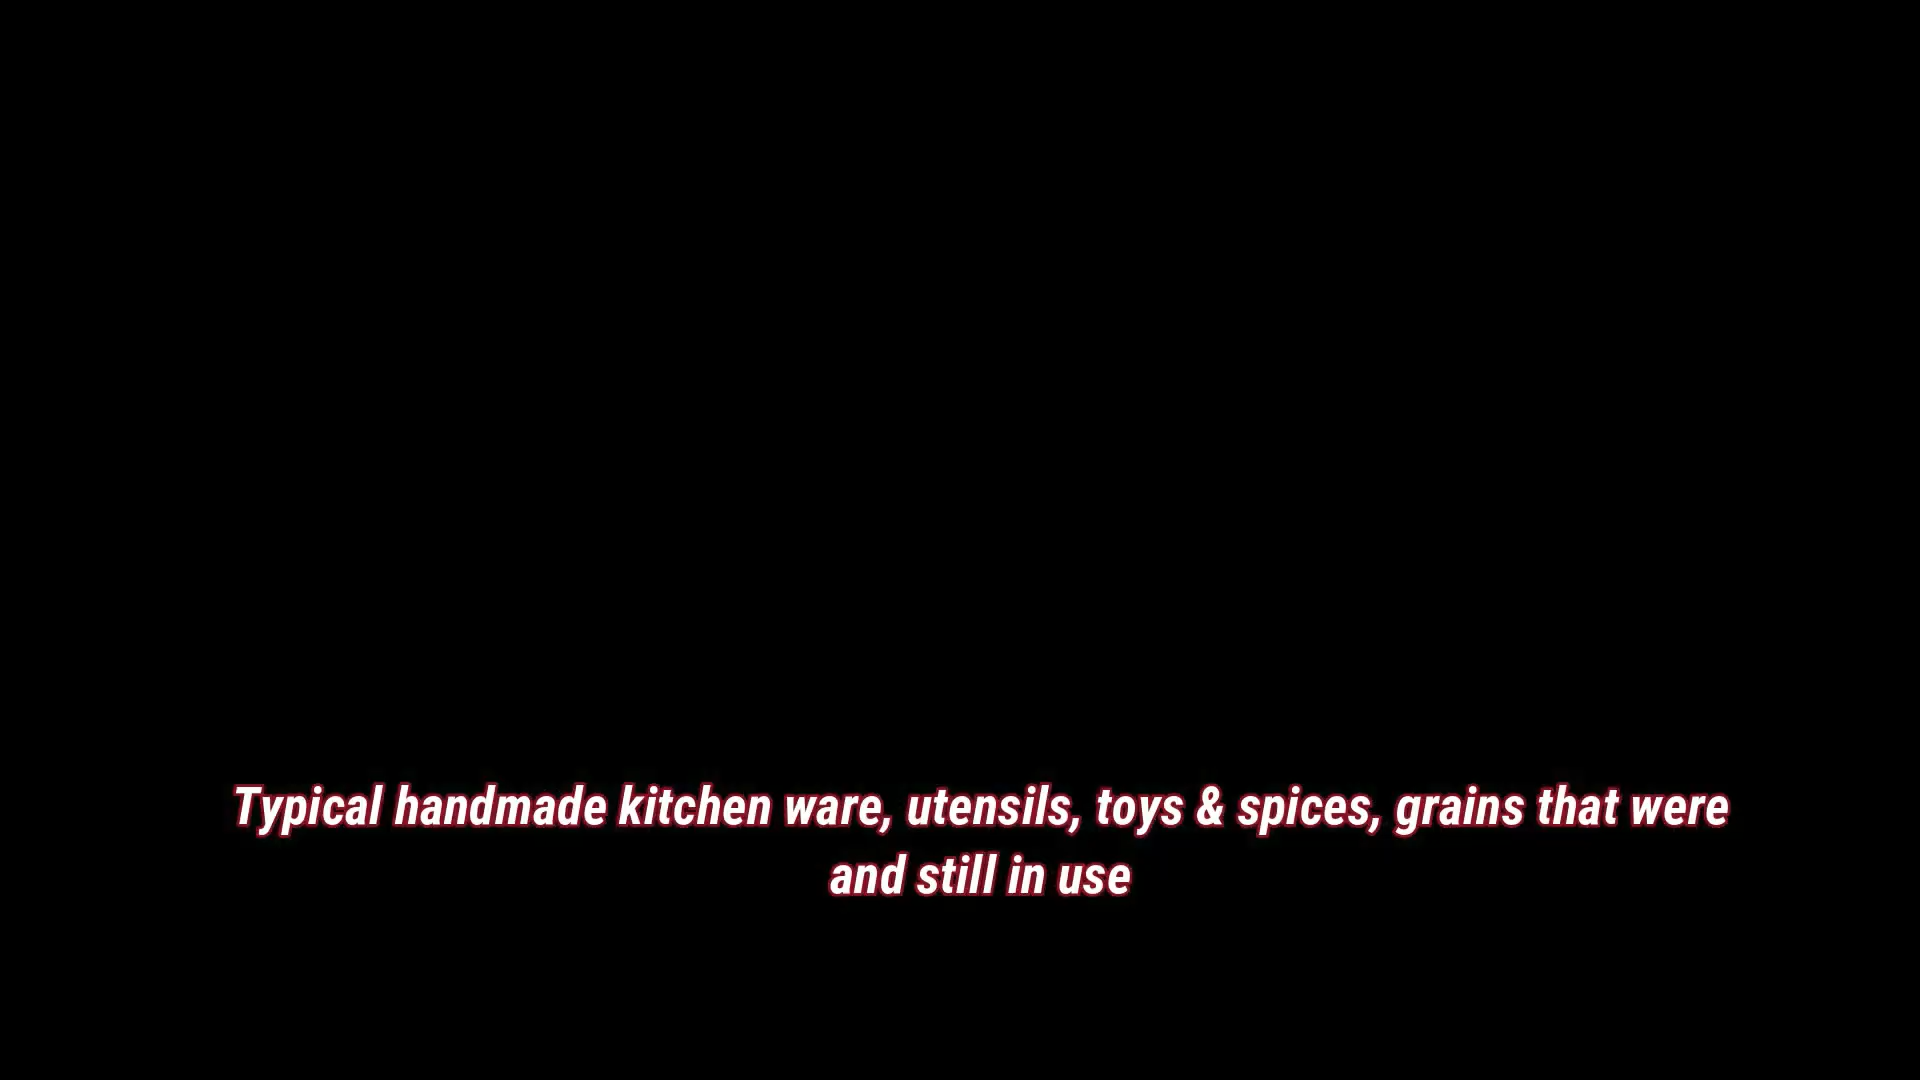 Typical handmade kitchen ware, utensils, toys & spices, grains that were
and still in use